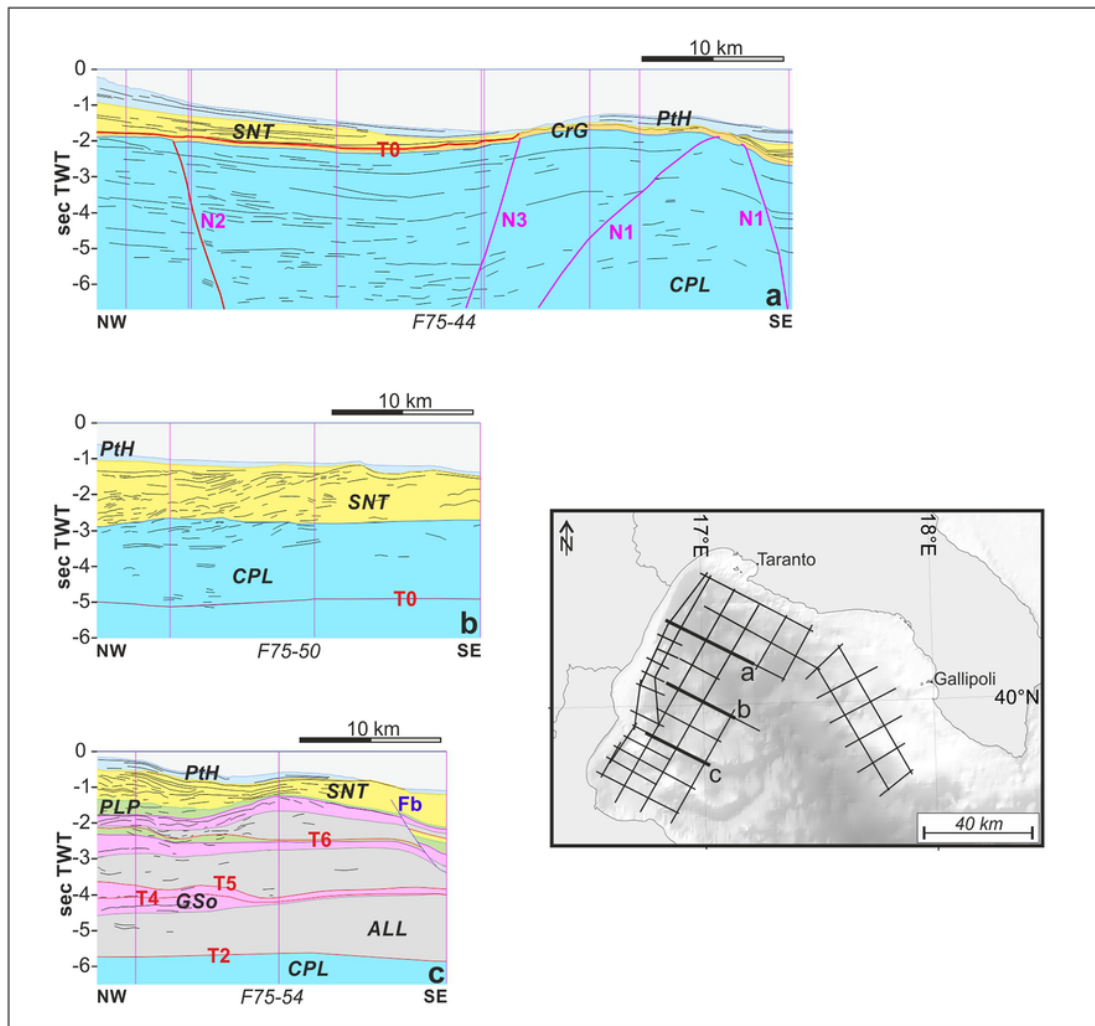 10 km
0
-1
-2
-3
-4
-5
-6
sec TWT
SNT
T0
CrG
PtH
N2
N3
N1
N1
CPL
a
NW
F75-44
SE
10 km
0
-1
-2
-3
-4
-5
-6
sec TWT
PtH
SNT
CPL
T0
b
NW
F75-50
SE
10 km
0
-1
-2
-3
-4
-5
-6
sec TWT
PtH
SNT
PLP
Fb
T6
T5
T4
GSo
ALL
T2
CPL
c
NW
F75-54
SE
N
17°E
18°E
Taranto
Gallipoli
40°N
a
b
c
40 km